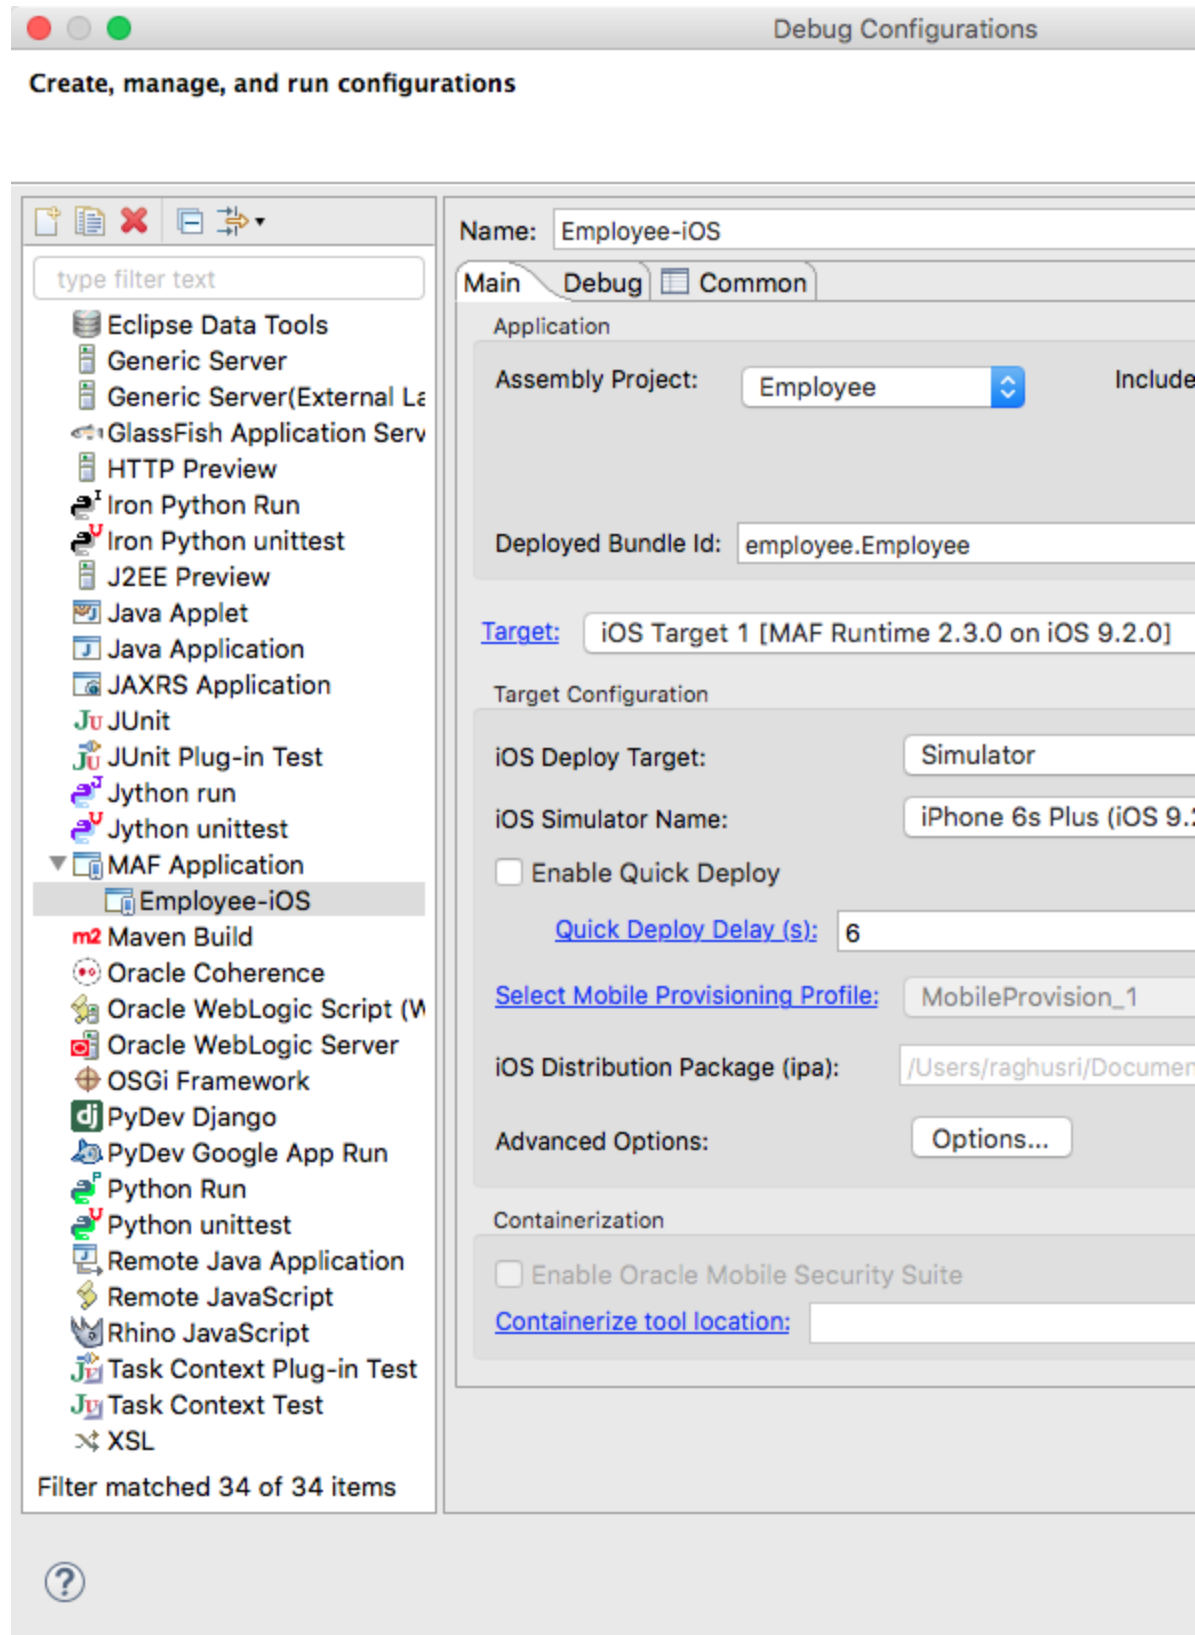 Debug Configurations
Create, manage, and run configurations
type filter text
Eclipse Data Tools
Generic Server
Generic Server(External La
GlassFish Application Serv
HTTP Preview
Iron Python Run
Iron Python unittest
J2EE Preview
Java Applet
Java Application
JAXRS Application
JUnit
JUnit Plug-in Test
Jython run
Jython unittest
MAF Application
Employee-iOS
Maven Build
Oracle Coherence
Oracle WebLogic Script (W
Oracle WebLogic Server
OSGi Framework
PyDev Django
PyDev Google App Run
Python Run
Python unittest
Remote Java Application
Remote JavaScript
Rhino JavaScript
Task Context Plug-in Test
Task Context Test
XSL
Filter matched 34 of 34 items
Name: Employee-iOS
Main Debug Common
Application
Assembly Project: Employee Include
Deployed Bundle Id: employee.Employee
Target: iOS Target 1 [MAF Runtime 2.3.0 on iOS 9.2.0]
Target Configuration
iOS Deploy Target: Simulator
iOS Simulator Name: iPhone 6s Plus (iOS 9.2
Enable Quick Deploy
Quick Deploy Delay (s): 6
Select Mobile Provisioning Profile: MobileProvision_1
iOS Distribution Package (ipa): /Users/raghusri/Documen
Advanced Options: Options...
Containerization
Enable Oracle Mobile Security Suite
Containerize tool location: